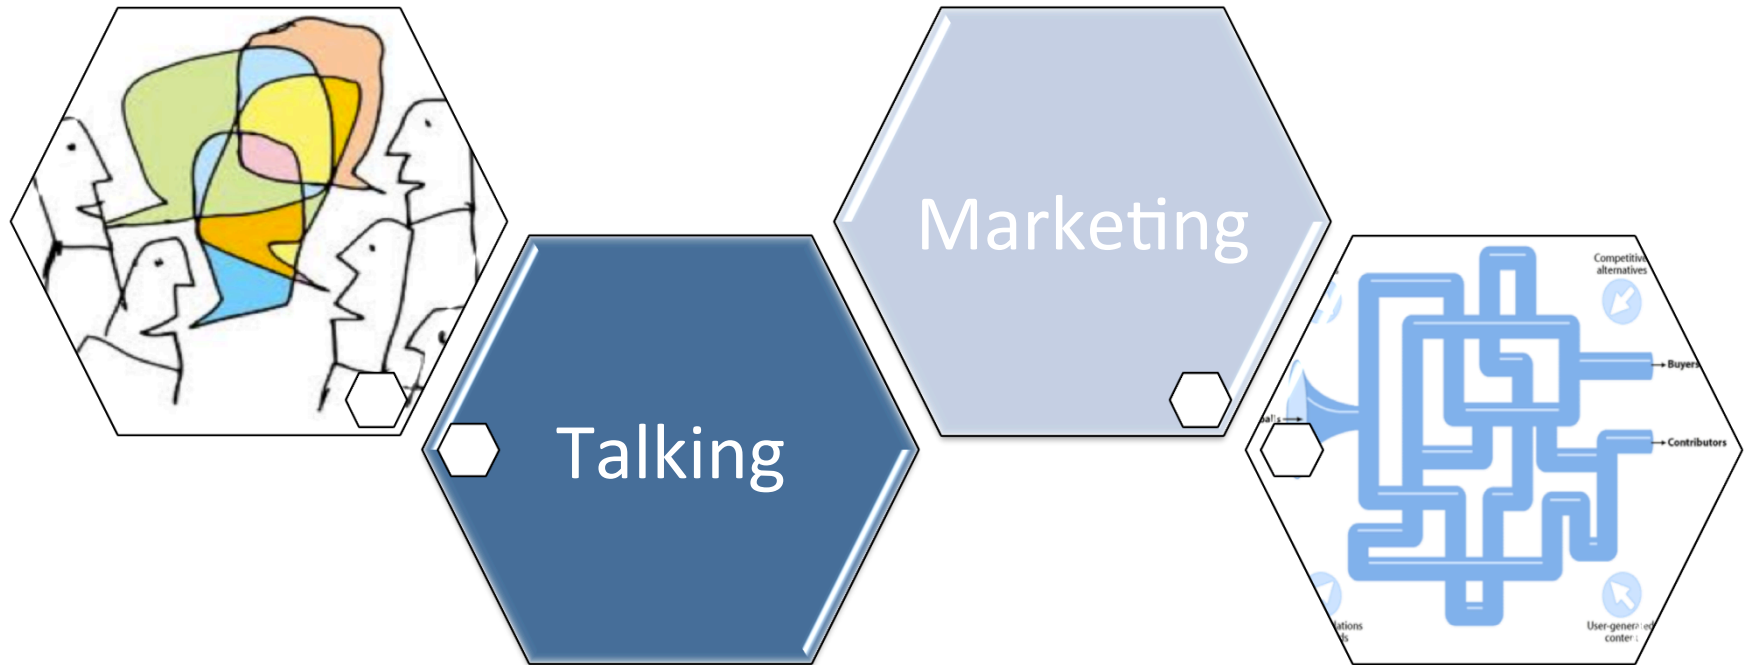 Marketing
Talking
Competitive
alternatives
Buyers
Contributors
User-generated